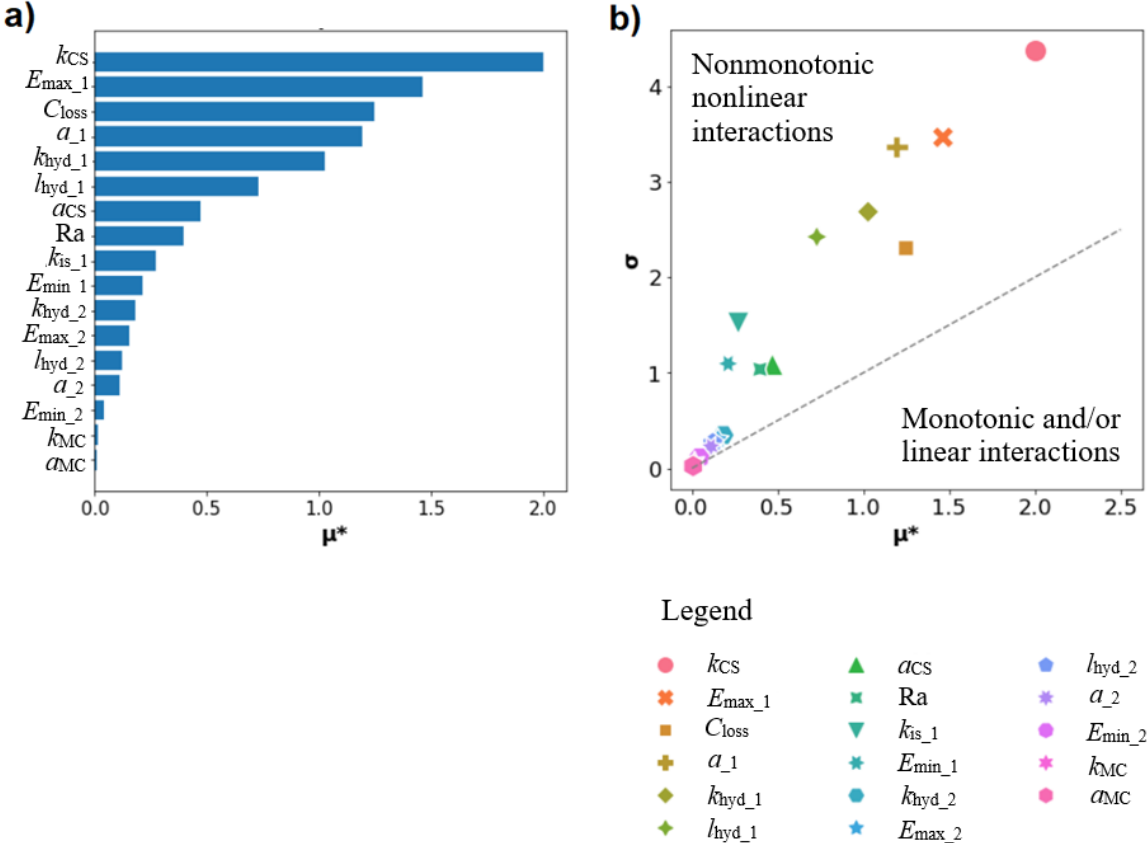 a)
kCS
Emax_1
Closs
a_1
khyd_1
lhyd_1
aCS
Ra
kis_1
Emin_1
khyd_2
Emax_2
lhyd_2
a_2
Emin_2
kMC
aMC
0.0 0.5 1.0 1.5 2.0
μ*
b)
Nonmonotonic
nonlinear
interactions
Monotonic and/or
linear interactions
4
3
2
1
0
σ
0.0 0.5 1.0 1.5 2.0 2.5
μ*
Legend
kCS aCS lhyd_2
Emax_1 Ra a_2
Closs kis_1 Emin_2
a_1 Emin_1 kMC
khyd_1 khyd_2 aMC
lhyd_1 Emax_2